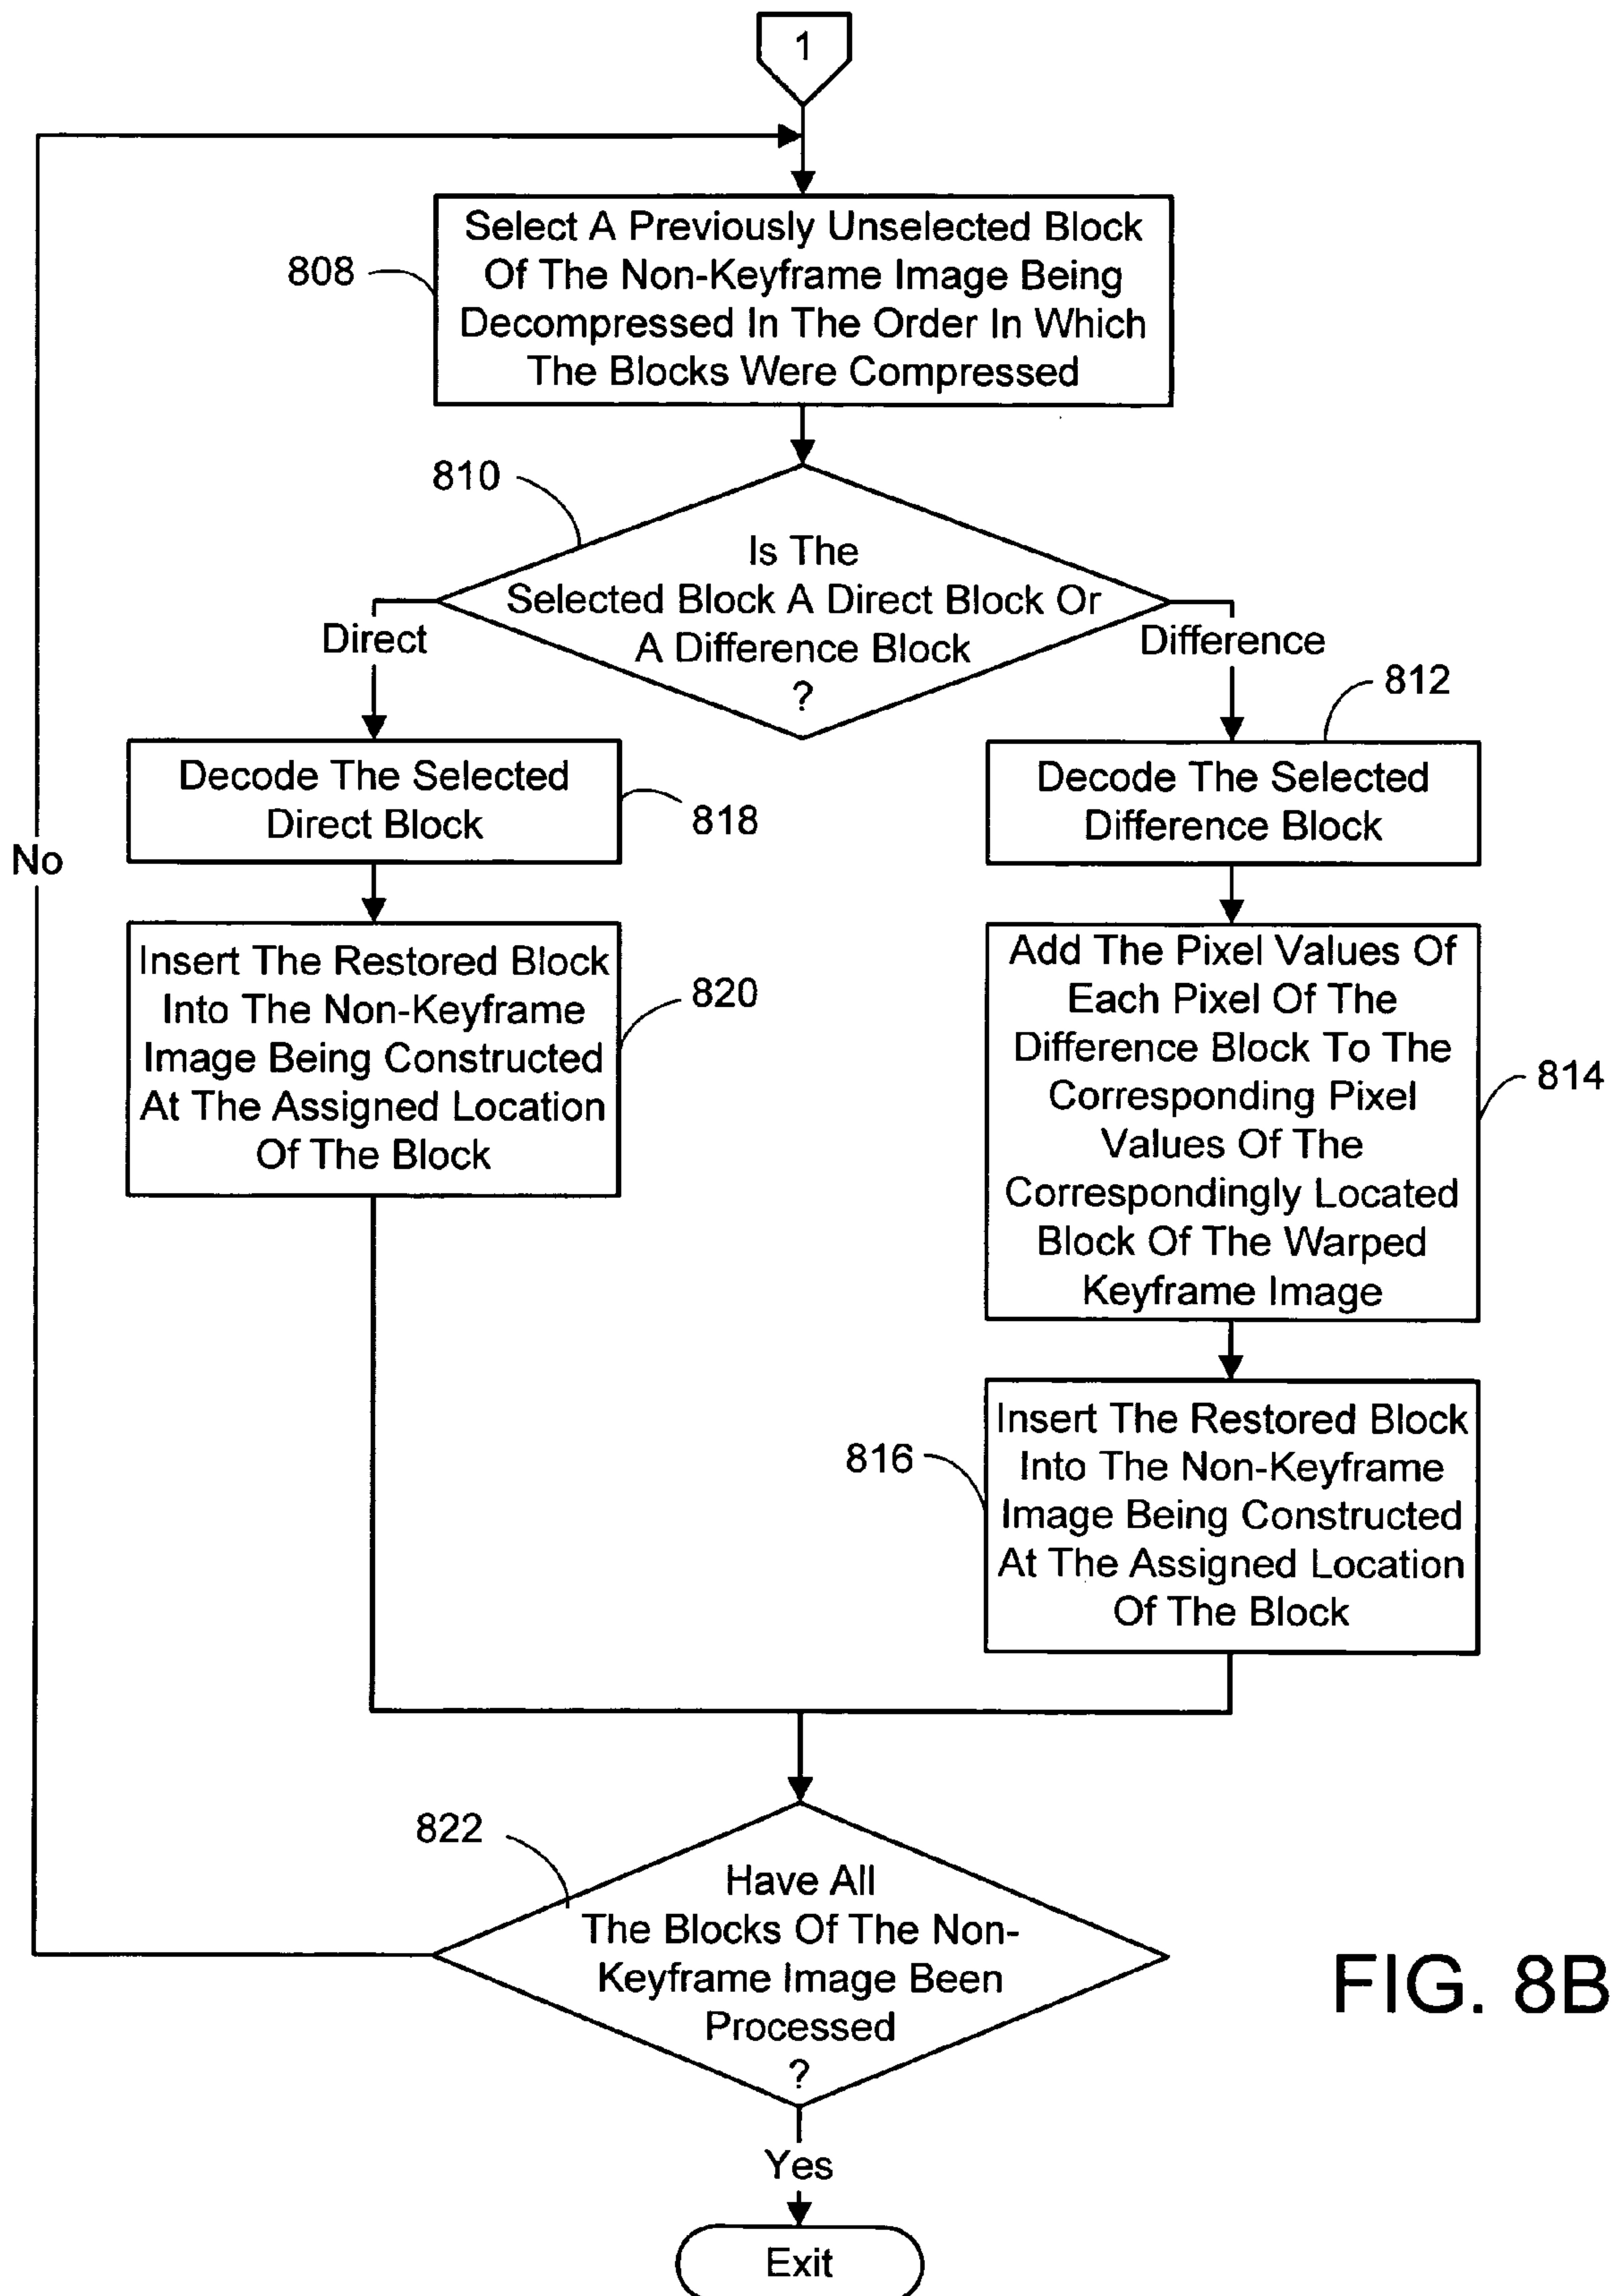 1
Select A Previously Unselected Block
Of The Non-Keyframe Image Being
Decompressed In The Order In Which
The Blocks Were Compressed
808
810
Is The
Selected Block A Direct Block Or
A Difference Block
?
Direct
Difference
812
Decode The Selected
Direct Block
818
Decode The Selected
Difference Block
No
Insert The Restored Block
Into The Non-Keyframe
Image Being Constructed
At The Assigned Location
Of The Block
820
Add The Pixel Values Of
Each Pixel Of The
Difference Block To The
Corresponding Pixel
Values Of The
Correspondingly Located
Block Of The Warped
Keyframe Image
814
Insert The Restored Block
Into The Non-Keyframe
Image Being Constructed
At The Assigned Location
Of The Block
816
822
Have All
The Blocks Of The Non-
Keyframe Image Been
Processed
?
FIG. 8B
Yes
Exit